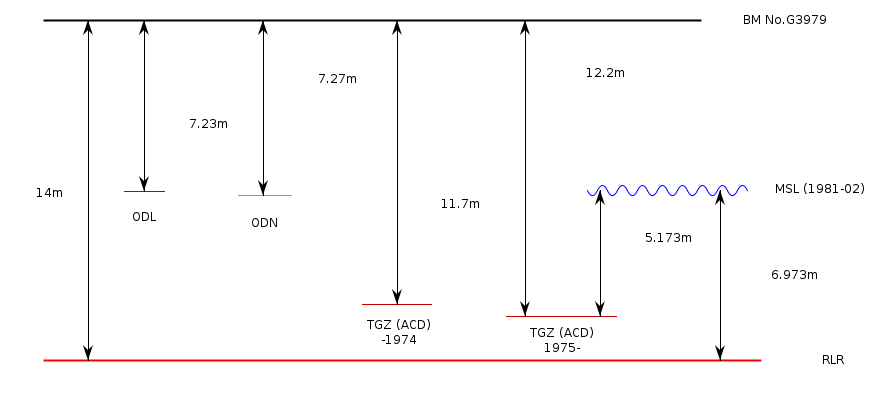 BM No.G3979
12.2m
7.27m
7.23m
14m
MSL (1981-02)
11.7m
ODL
ODN
5.173m
6.973m
TGZ (ACD)
-1974
TGZ (ACD)
1975-
RLR